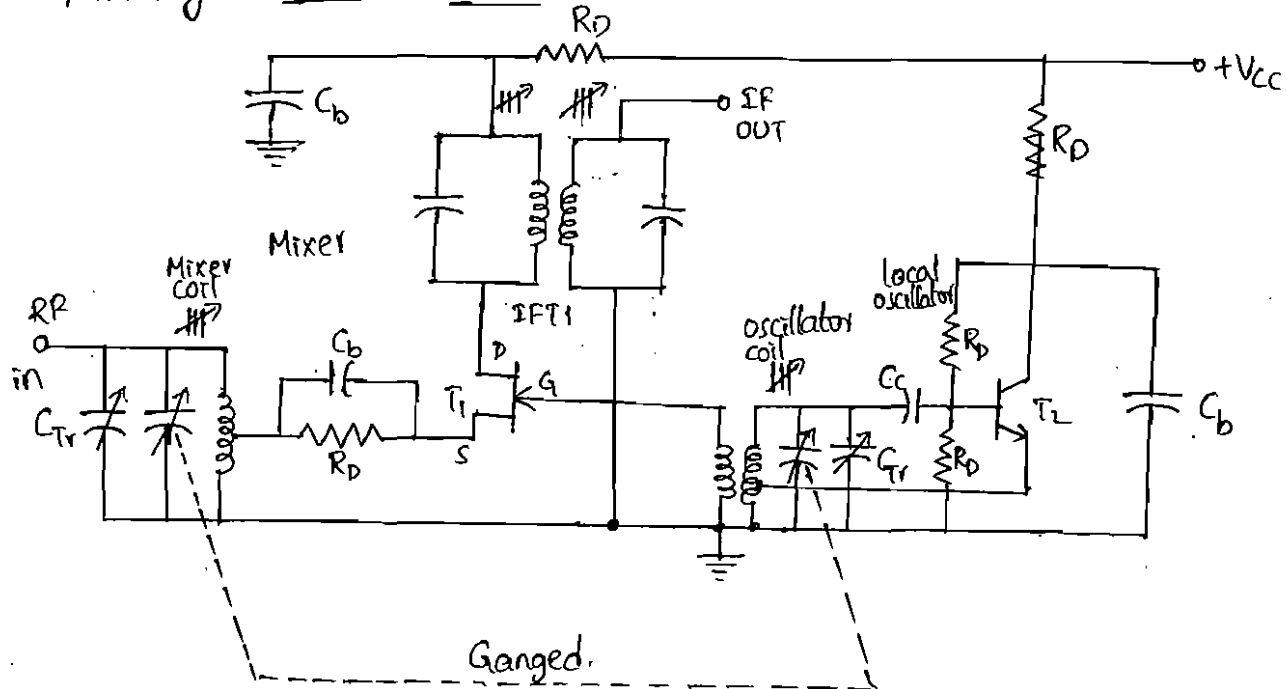 RD
+VCC
Cb
IF
OUT
RD
Mixer
Mixer
coil
RF
in
CTr
Cb
RD
IFT1
D
G
T1
S
oscillator
coil
local
oscillator
RD
Cc
T2
Cb
CTr
RD
Ganged.